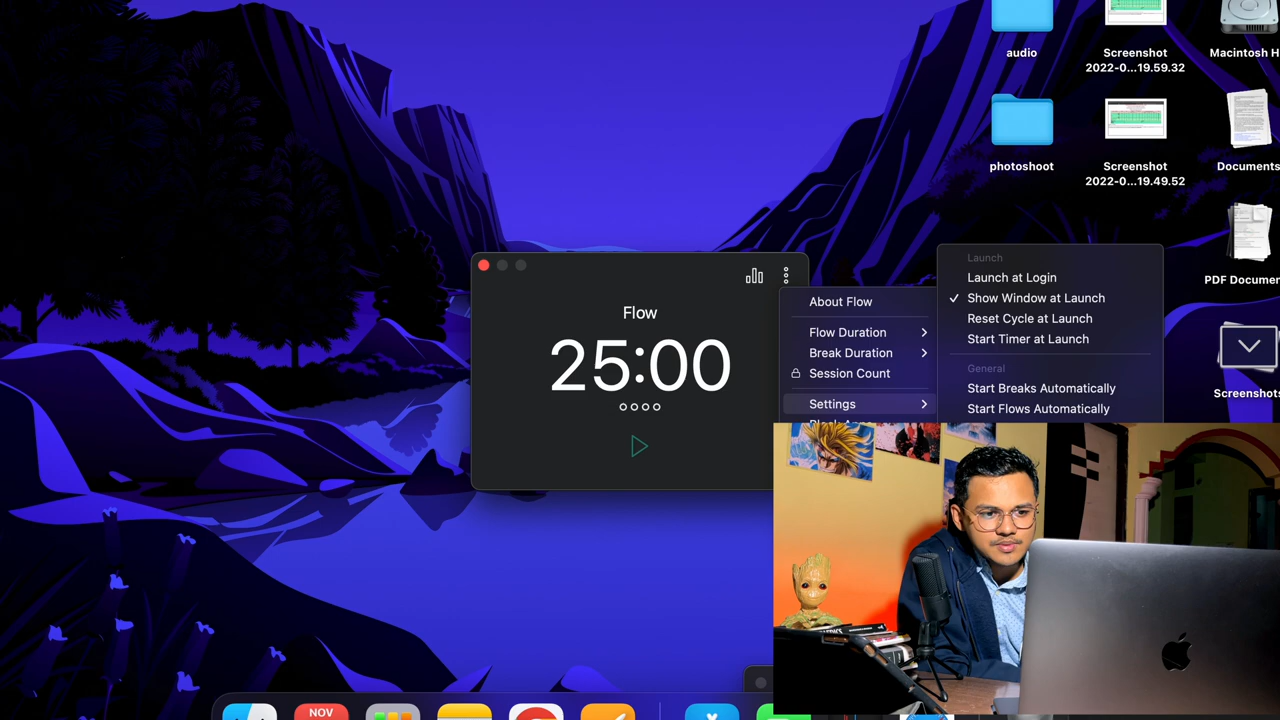 audio
Screenshot
2022-0...19.59.32
Macintosh H
photoshoot
Screenshot
2022-0...19.49.52
Documents
PDF Documen
Screenshots
Flow
25:00
About Flow
Flow Duration
Break Duration
Session Count
Settings
Launch
Launch at Login
Show Window at Launch
Reset Cycle at Launch
Start Timer at Launch
General
Start Breaks Automatically
Start Flows Automatically
NOV